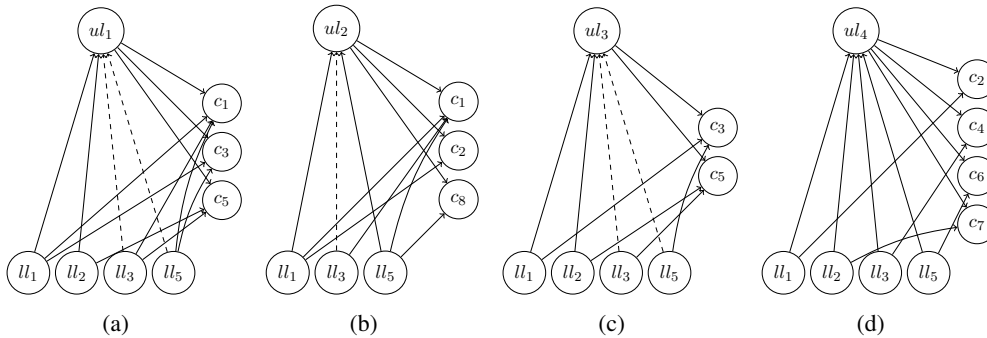 ul₁
c₁
c₃
c₅
ll₁ ll₂ ll₃ ll₅
(a)
ul₂
c₁
c₂
c₈
ll₁ ll₃ ll₅
(b)
ul₃
c₃
c₅
ll₁ ll₂ ll₃ ll₅
(c)
ul₄
c₂
c₄
c₆
c₇
ll₁ ll₂ ll₃ ll₅
(d)